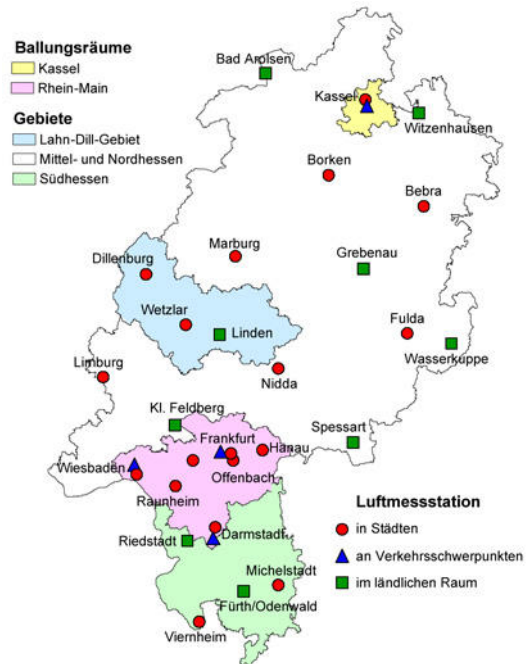 Ballungsräume
Kassel
Rhein-Main
Gebiete
Lahn-Dill-Gebiet
Mittel- und Nordhessen
Südhessen
Bad Arolsen
Kassel
Witzenhausen
Borken
Bebra
Marburg
Dillenburg
Grebenau
Wetzlar
Linden
Fulda
Wasserkuppe
Limburg
Nidda
Kl. Feldberg
Spessart
Frankfurt
Hanau
Wiesbaden
Offenbach
Raunheim
Riedstadt
Darmstadt
Michelstadt
Fürth/Odenwald
Viernheim
Luftmessstation
in Städten
an Verkehrsschwerpunkten
im ländlichen Raum